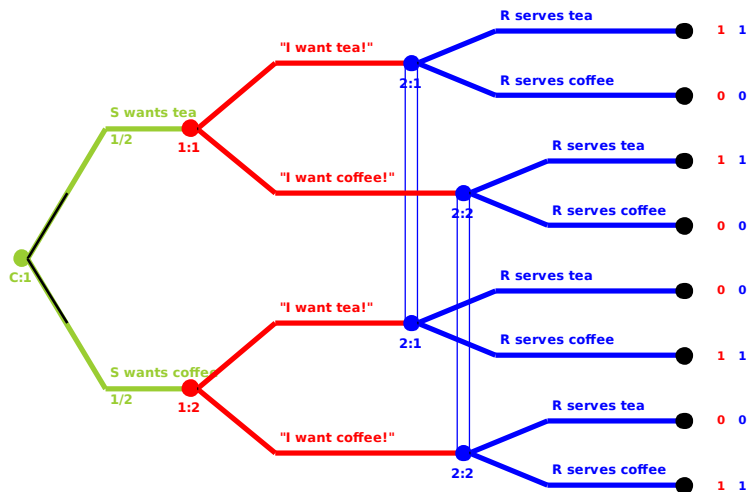 R serves tea
1 1
"I want tea!"
2:1
R serves coffee
0 0
S wants tea
1/2
1:1
R serves tea
1 1
"I want coffee!"
2:2
R serves coffee
0 0
C:1
R serves tea
0 0
"I want tea!"
2:1
R serves coffee
1 1
S wants coffee
1/2
1:2
R serves tea
0 0
"I want coffee!"
2:2
R serves coffee
1 1